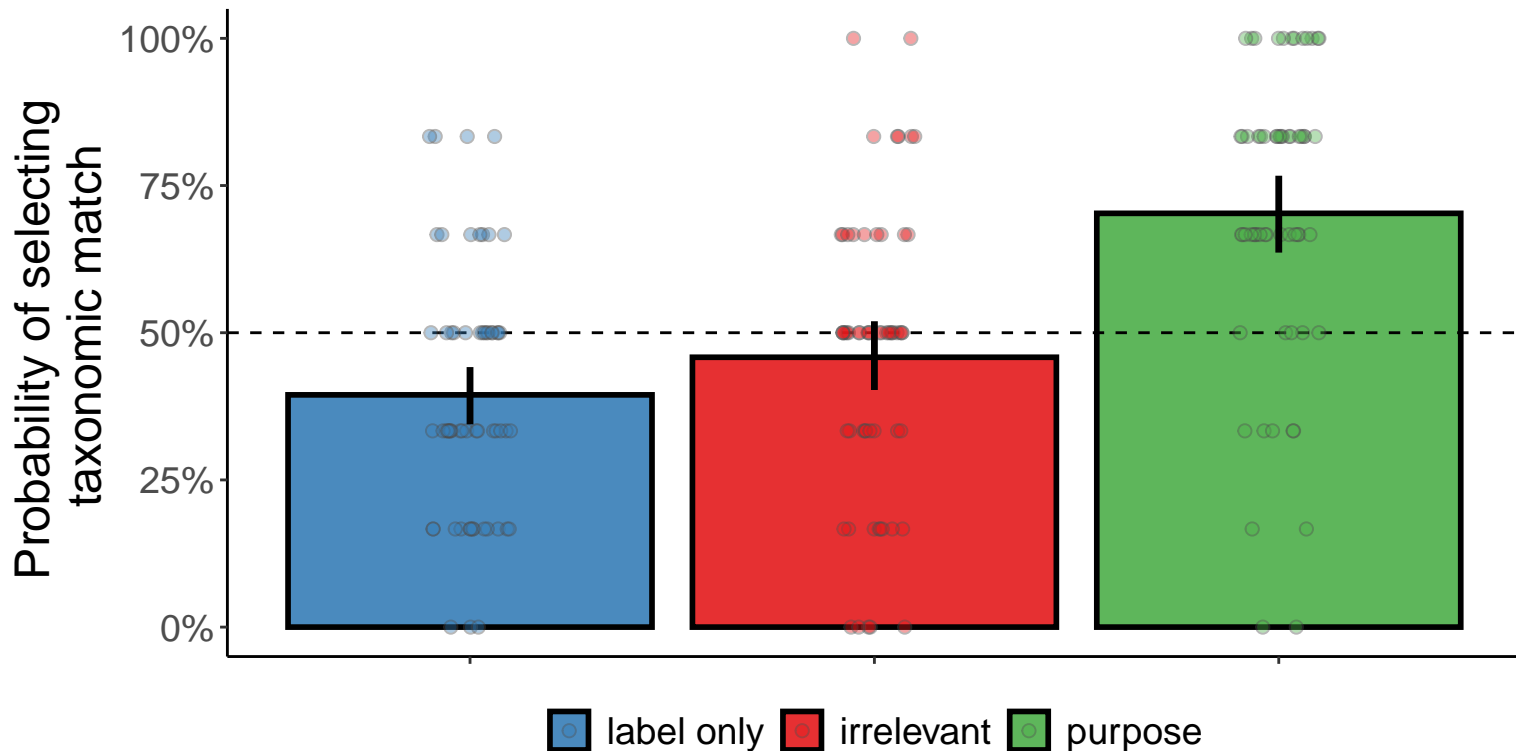 Probability of selecting
taxonomic match
100%
75%
50%
25%
0%
label only
irrelevant
purpose